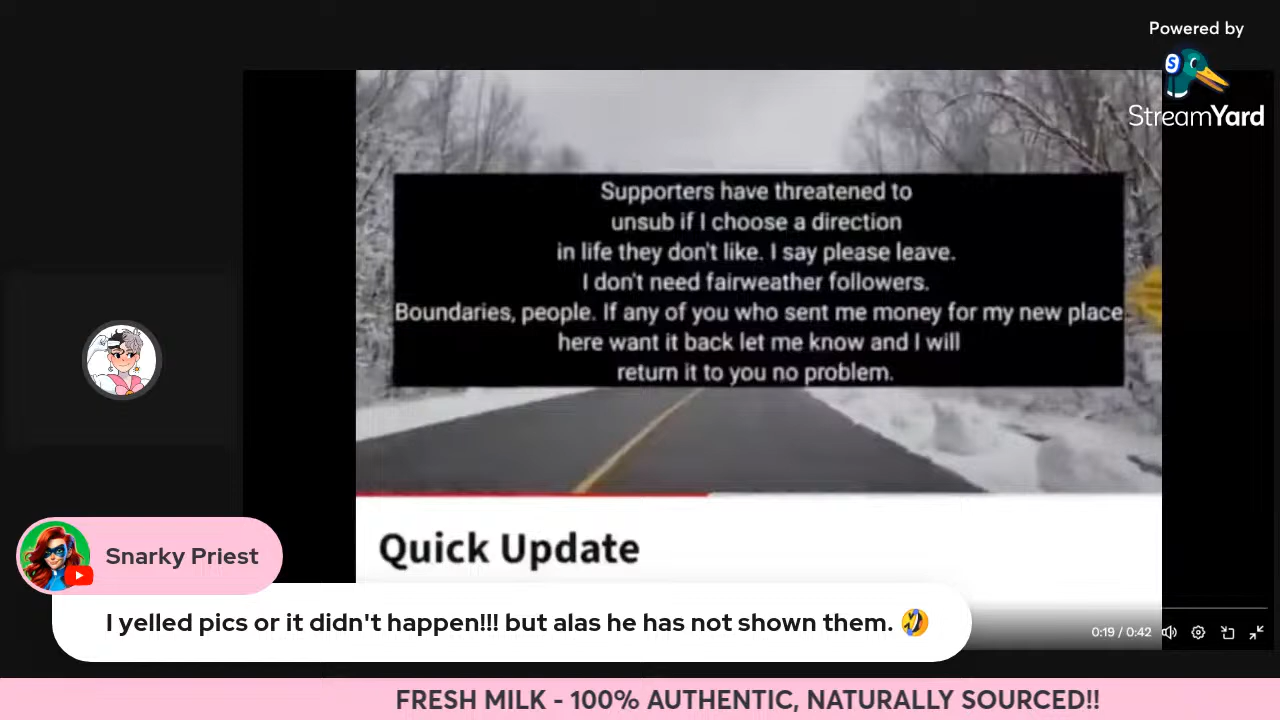 Powered by
StreamYard
Supporters have threatened to
unsub if I choose a direction
in life they don't like. I say please leave.
I don't need fairweather followers.
Boundaries, people. If any of you who sent me money for my new place
here want it back let me know and I will
return it to you no problem.
Quick Update
Snarky Priest
I yelled pics or it didn't happen!!! but alas he has not shown them. 🤣
0:19 / 0:42
FRESH MILK - 100% AUTHENTIC, NATURALLY SOURCED!!